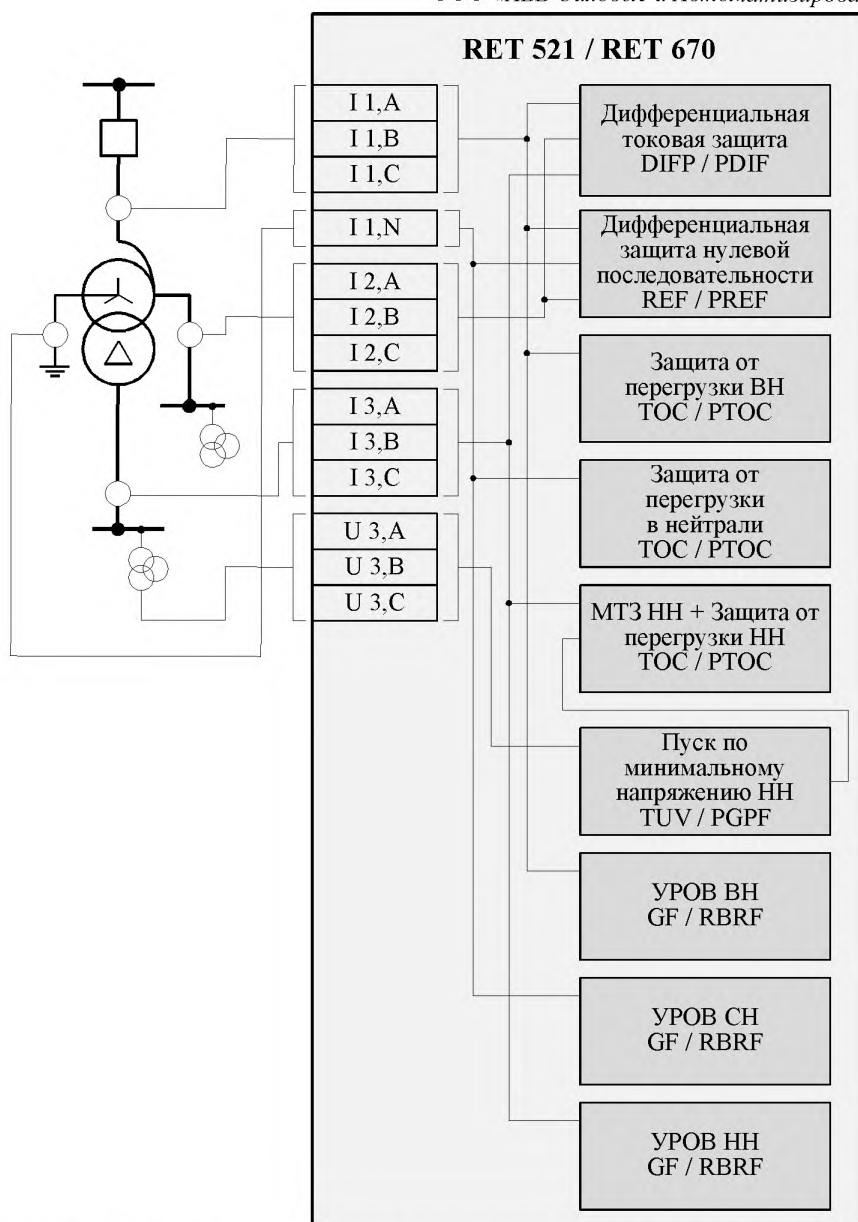 RET 521 / RET 670
I 1,A
I 1,B
I 1,C
I 1,N
I 2,A
I 2,B
I 2,C
I 3,A
I 3,B
I 3,C
U 3,A
U 3,B
U 3,C
Дифференциальная
токовая защита
DIFP / PDIF
Дифференциальная
защита нулевой
последовательности
REF / PREF
Защита от
перегрузки ВН
TOC / PTOC
Защита от
перегрузки
в нейтрали
TOC / PTOC
МТЗ НН + Защита от
перегрузки НН
TOC / PTOC
Пуск по
минимальному
напряжению НН
TUV / PGPF
УРОВ ВН
GF / RBRF
УРОВ СН
GF / RBRF
УРОВ НН
GF / RBRF